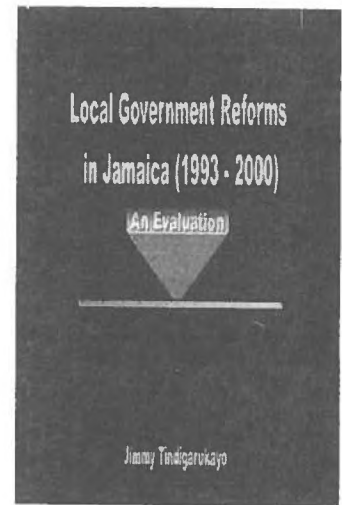 Local Government Reforms
in Jamaica (1993 - 2000)
An Evaluation
Jimmy Tindigarukayo